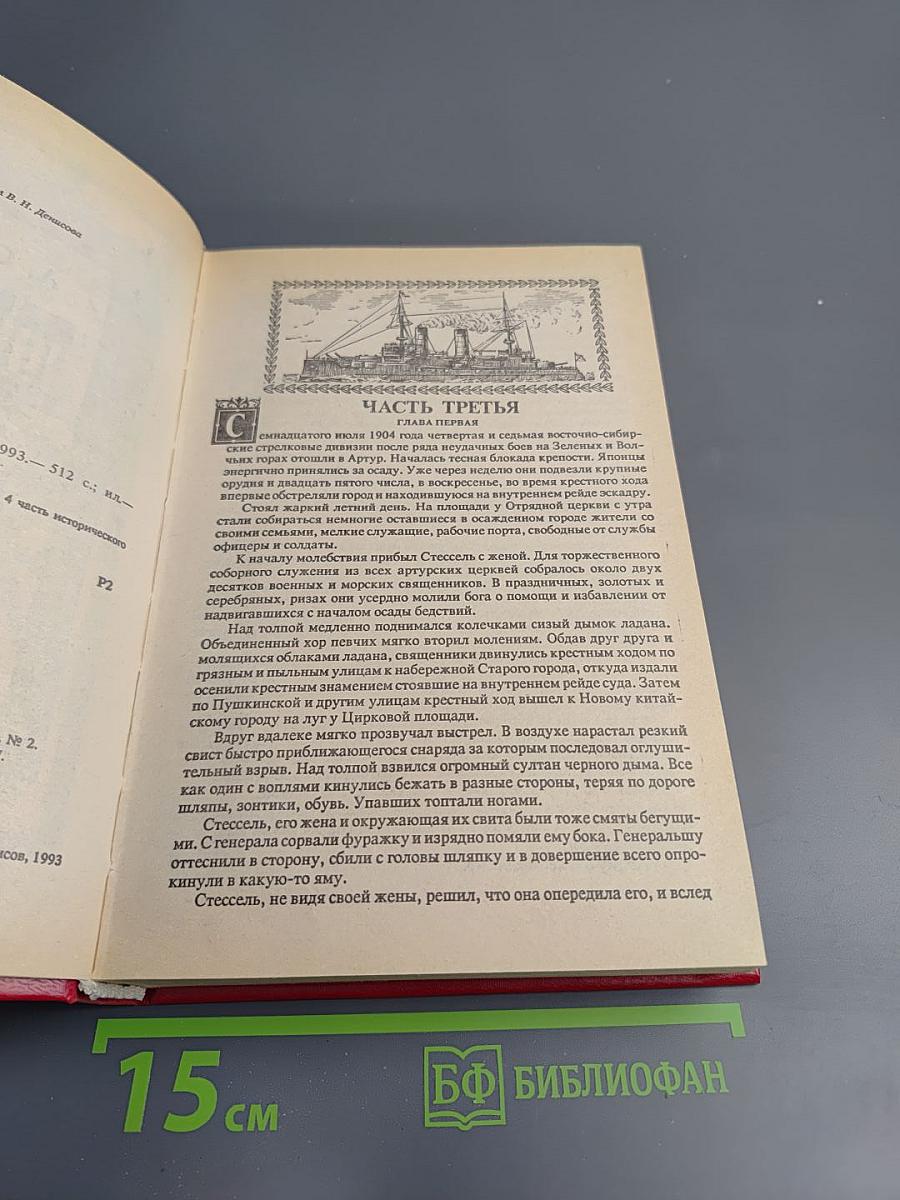 В. Н. Денисова
993.— 512 с.; ил.—
4 часть исторического
Р2
№ 2.
исов, 1993
ЧАСТЬ ТРЕТЬЯ
ГЛАВА ПЕРВАЯ
Семнадцатого июля 1904 года четвертая и седьмая восточно-сибир-
ские стрелковые дивизии после ряда неудачных боев на Зеленых и Вол-
чьих горах отошли в Артур. Началась тесная блокада крепости. Японцы
энергично принялись за осаду. Уже через неделю они подвезли крупные
орудия и двадцать пятого числа, в воскресенье, во время крестного хода
впервые обстреляли город и находившуюся на внутреннем рейде эскадру.
Стоял жаркий летний день. На площади у Отрядной церкви с утра
стали собираться немногие оставшиеся в осажденном городе жители со
своими семьями, мелкие служащие, рабочие порта, свободные от службы
офицеры и солдаты.
К началу молебствия прибыл Стессель с женой. Для торжественного
соборного служения из всех артурских церквей собралось около двух
десятков военных и морских священников. В праздничных, золотых и
серебряных, ризах они усердно молили бога о помощи и избавлении от
надвигавшихся с началом осады бедствий.
Над толпой медленно поднимался колечками сизый дымок ладана.
Объединенный хор певчих мягко вторил молениям. Обдав друг друга и
молящихся облаками ладана, священники двинулись крестным ходом по
грязным и пыльным улицам к набережной Старого города, откуда издали
осенили крестным знамением стоявшие на внутреннем рейде суда. Затем
по Пушкинской и другим улицам крестный ход вышел к Новому китай-
скому городу на луг у Цирковой площади.
Вдруг вдалеке мягко прозвучал выстрел. В воздухе нарастал резкий
свист быстро приближающегося снаряда за которым последовал оглуши-
тельный взрыв. Над толпой взвился огромный султан черного дыма. Все
как один с воплями кинулись бежать в разные стороны, теряя по дороге
шляпы, зонтики, обувь. Упавших топтали ногами.
Стессель, его жена и окружающая их свита были тоже смяты бегущи-
ми. С генерала сорвали фуражку и изрядно помяли ему бока. Генеральшу
оттеснили в сторону, сбили с головы шляпку и в довершение всего опро-
кинули в какую-то яму.
Стессель, не видя своей жены, решил, что она опередила его, и вслед
15 см
БФ БИБЛИОФАН